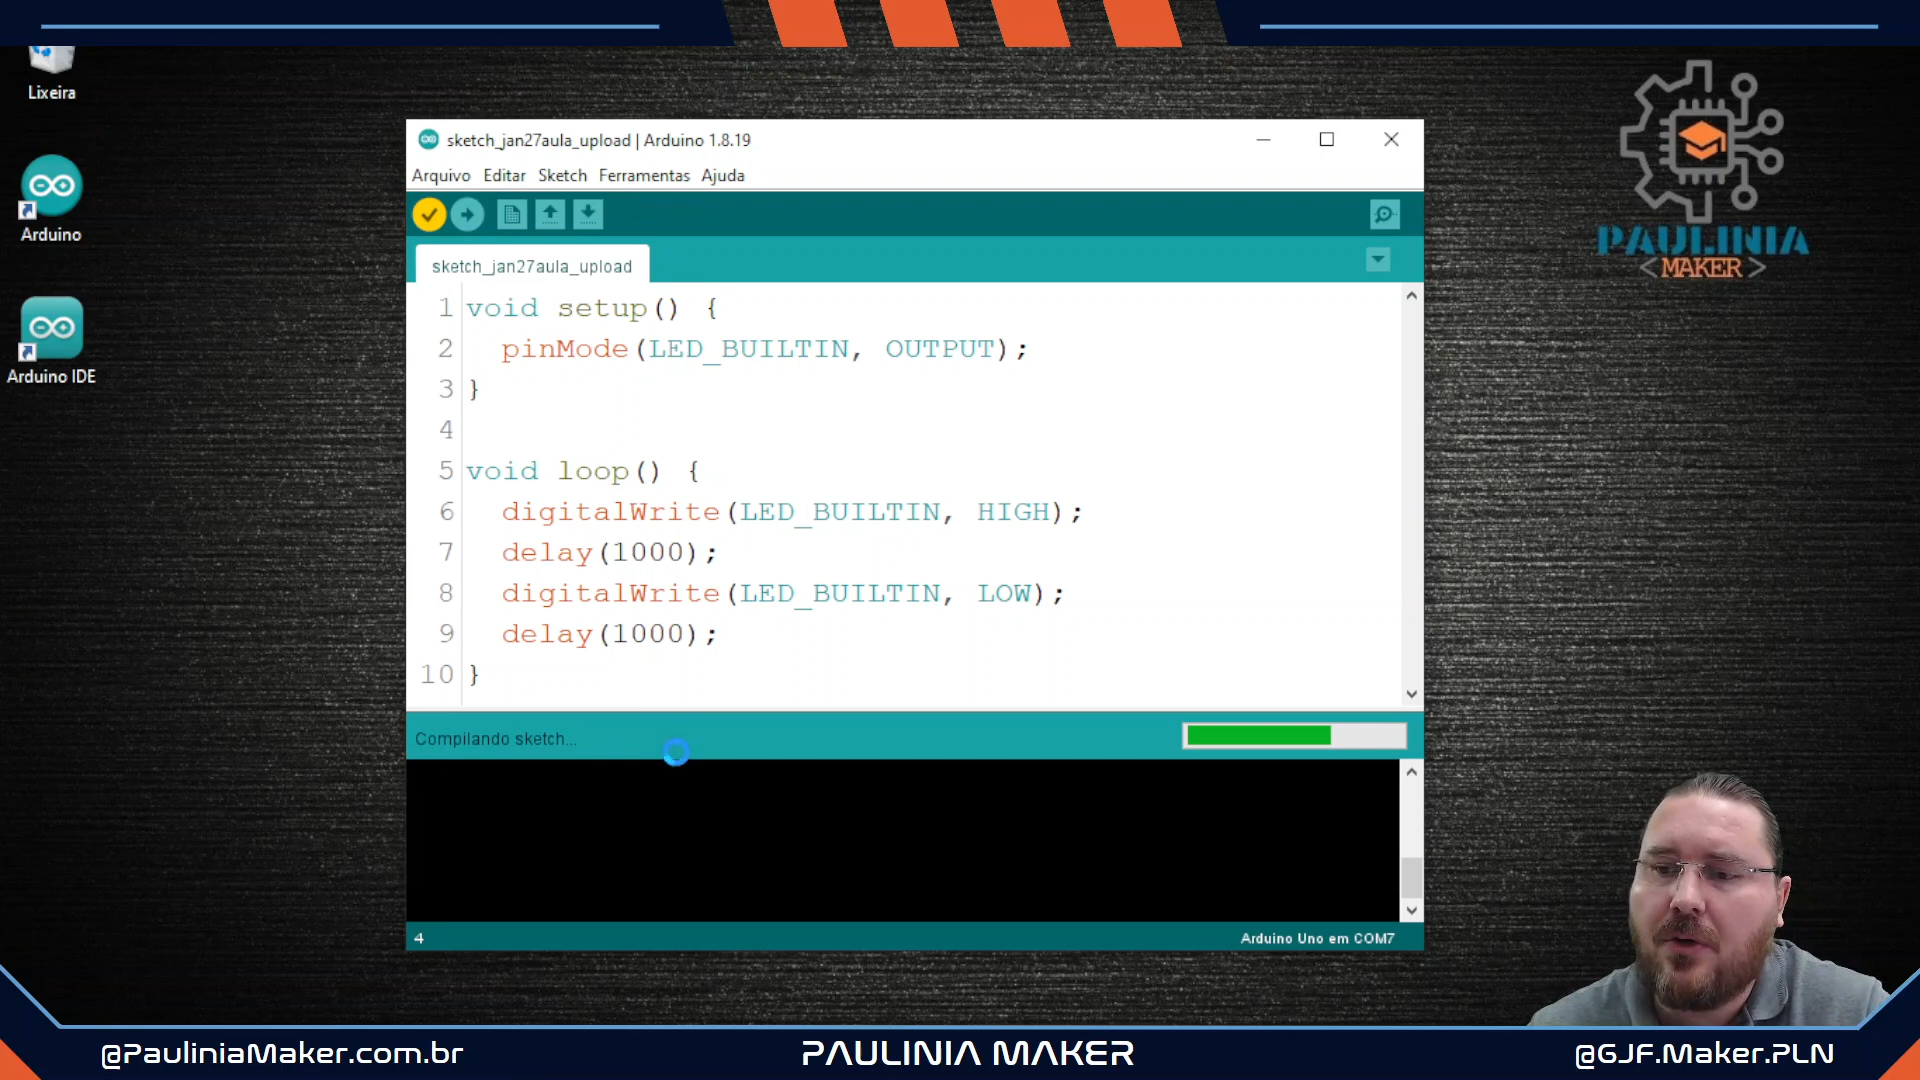 Lixeira
Arduino
Arduino IDE
sketch_jan27aula_upload | Arduino 1.8.19
Arquivo Editar Sketch Ferramentas Ajuda
sketch_jan27aula_upload
1 void setup() {
2 pinMode(LED_BUILTIN, OUTPUT);
3 }
4
5 void loop() {
6 digitalWrite(LED_BUILTIN, HIGH);
7 delay(1000);
8 digitalWrite(LED_BUILTIN, LOW);
9 delay(1000);
10 }
Compilando sketch...
4
Arduino Uno em COM7
PAULINIA
<MAKER>
@PauliniaMaker.com.br
PAULINIA MAKER
@GJF.Maker.PLN